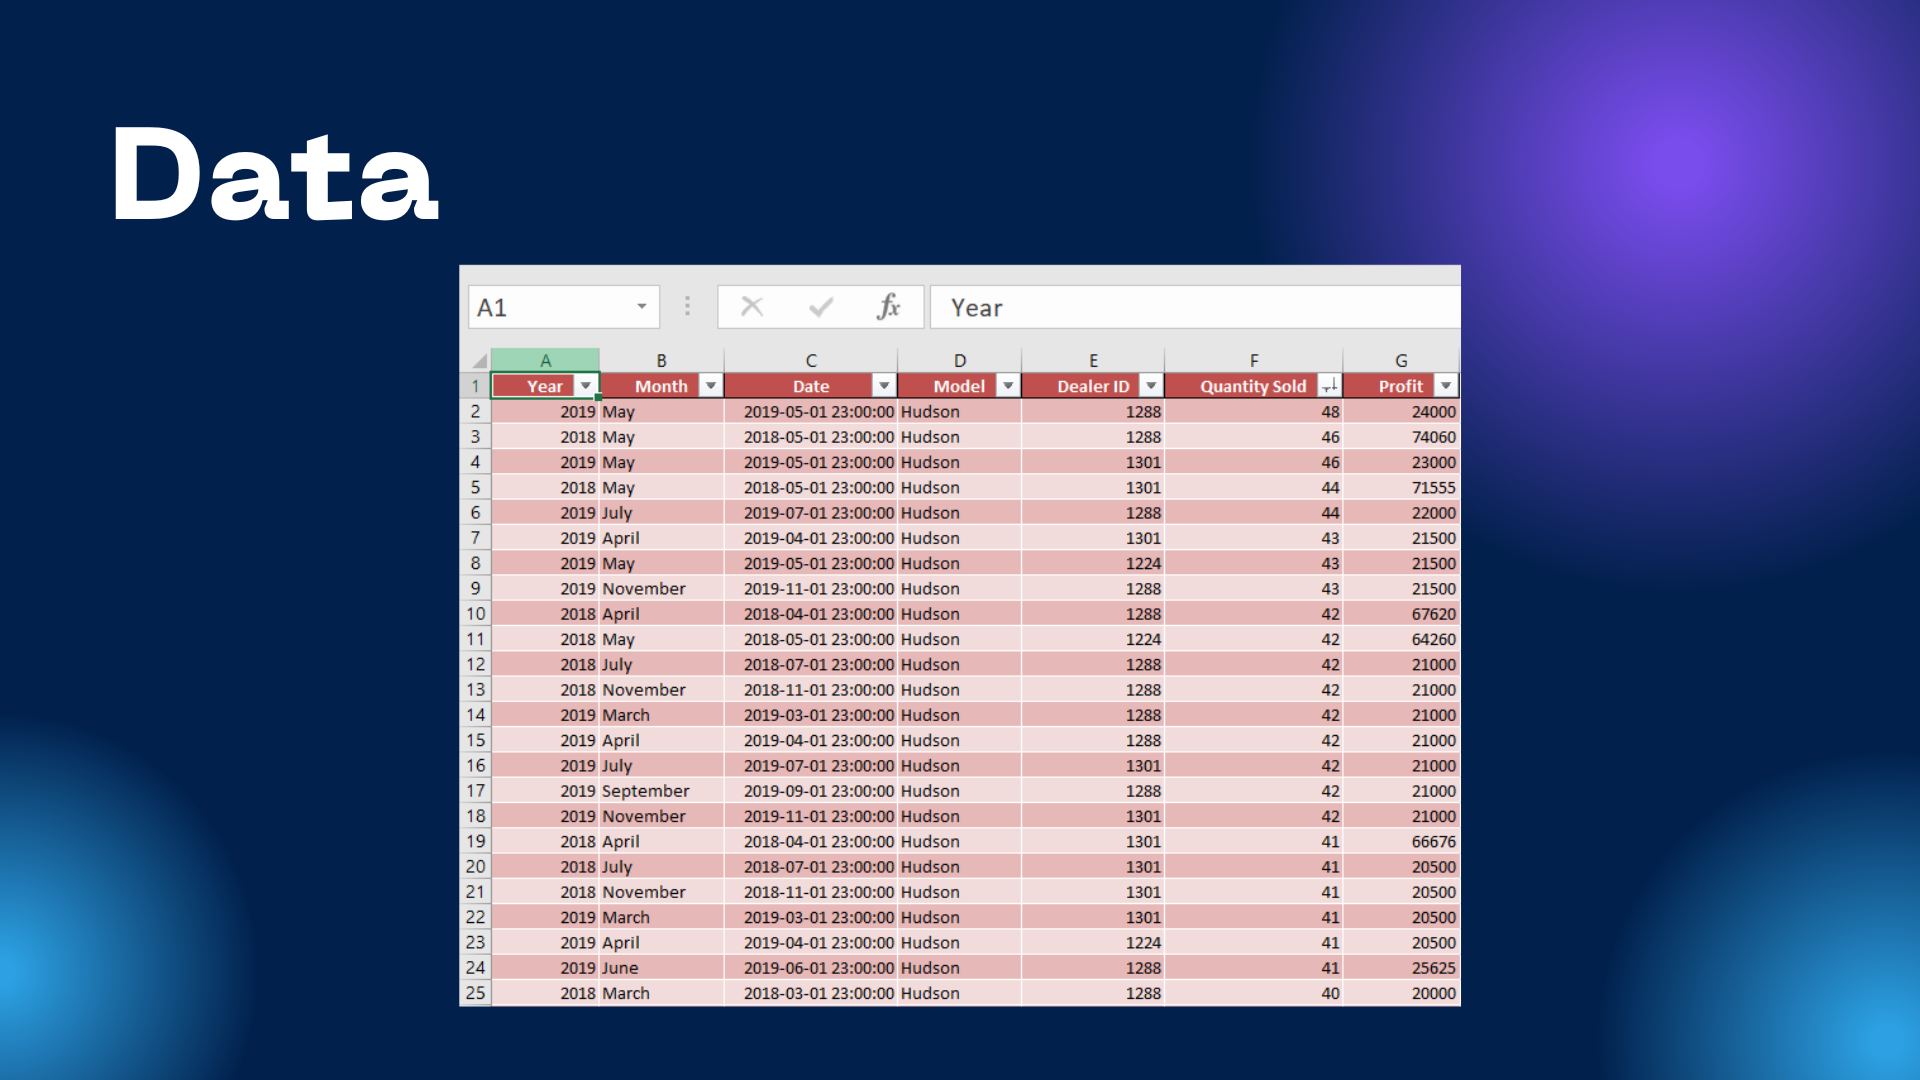 Data
A1 fx Year
A B C D E F G
1 Year Month Date Model Dealer ID Quantity Sold Profit
2 2019 May 2019-05-01 23:00:00 Hudson 1288 48 24000
3 2018 May 2018-05-01 23:00:00 Hudson 1288 46 74060
4 2019 May 2019-05-01 23:00:00 Hudson 1301 46 23000
5 2018 May 2018-05-01 23:00:00 Hudson 1301 44 71555
6 2019 July 2019-07-01 23:00:00 Hudson 1288 44 22000
7 2019 April 2019-04-01 23:00:00 Hudson 1301 43 21500
8 2019 May 2019-05-01 23:00:00 Hudson 1224 43 21500
9 2019 November 2019-11-01 23:00:00 Hudson 1288 43 21500
10 2018 April 2018-04-01 23:00:00 Hudson 1288 42 67620
11 2018 May 2018-05-01 23:00:00 Hudson 1224 42 64260
12 2018 July 2018-07-01 23:00:00 Hudson 1288 42 21000
13 2018 November 2018-11-01 23:00:00 Hudson 1288 42 21000
14 2019 March 2019-03-01 23:00:00 Hudson 1288 42 21000
15 2019 April 2019-04-01 23:00:00 Hudson 1288 42 21000
16 2019 July 2019-07-01 23:00:00 Hudson 1301 42 21000
17 2019 September 2019-09-01 23:00:00 Hudson 1288 42 21000
18 2019 November 2019-11-01 23:00:00 Hudson 1301 42 21000
19 2018 April 2018-04-01 23:00:00 Hudson 1301 41 66676
20 2018 July 2018-07-01 23:00:00 Hudson 1301 41 20500
21 2018 November 2018-11-01 23:00:00 Hudson 1301 41 20500
22 2019 March 2019-03-01 23:00:00 Hudson 1301 41 20500
23 2019 April 2019-04-01 23:00:00 Hudson 1224 41 20500
24 2019 June 2019-06-01 23:00:00 Hudson 1288 41 25625
25 2018 March 2018-03-01 23:00:00 Hudson 1288 40 20000